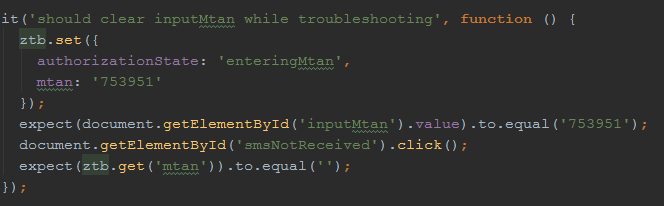 it('should clear inputMtan while troubleshooting', function () {
  ztb.set({
    authorizationState: 'enteringMtan',
    mtan: '753951'
  });
  expect(document.getElementById('inputMtan').value).to.equal('753951');
  document.getElementById('smsNotReceived').click();
  expect(ztb.get('mtan')).to.equal('');
});